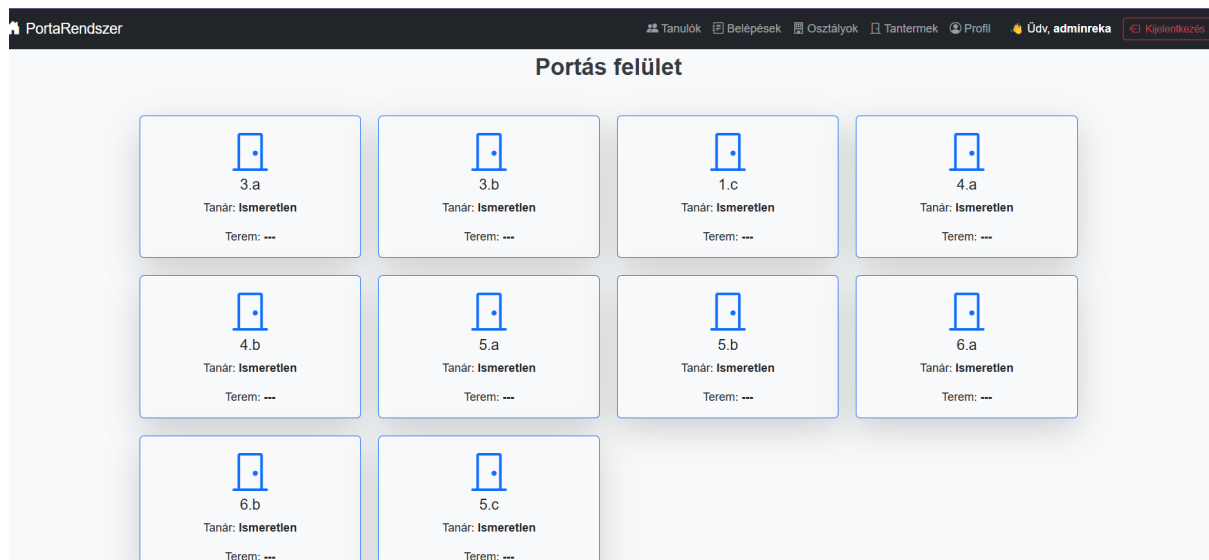 PortaRendszer Tanulók Belépések Osztályok Tantermek Profil Üdv, adminreka Kijelentkezés
Portás felület
3.a
Tanár: Ismeretlen
Terem: ---
3.b
Tanár: Ismeretlen
Terem: ---
1.c
Tanár: Ismeretlen
Terem: ---
4.a
Tanár: Ismeretlen
Terem: ---
4.b
Tanár: Ismeretlen
Terem: ---
5.a
Tanár: Ismeretlen
Terem: ---
5.b
Tanár: Ismeretlen
Terem: ---
6.a
Tanár: Ismeretlen
Terem: ---
6.b
Tanár: Ismeretlen
Terem: ---
5.c
Tanár: Ismeretlen
Terem: ---